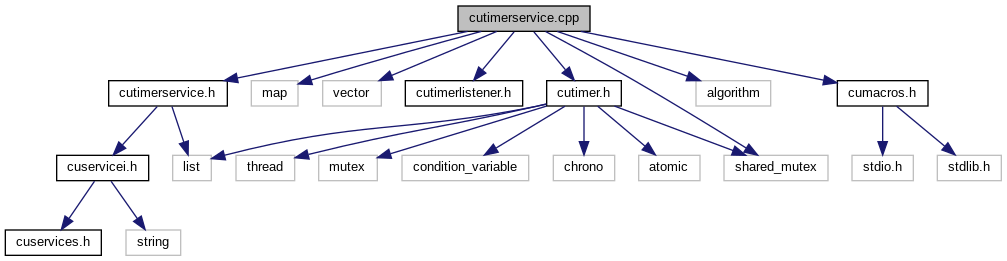 cutimerservice.cpp
cutimerservice.h
map
vector
cutimerlistener.h
cutimer.h
algorithm
cumacros.h
cuservicei.h
list
thread
mutex
condition_variable
chrono
atomic
shared_mutex
stdio.h
stdlib.h
cuservices.h
string